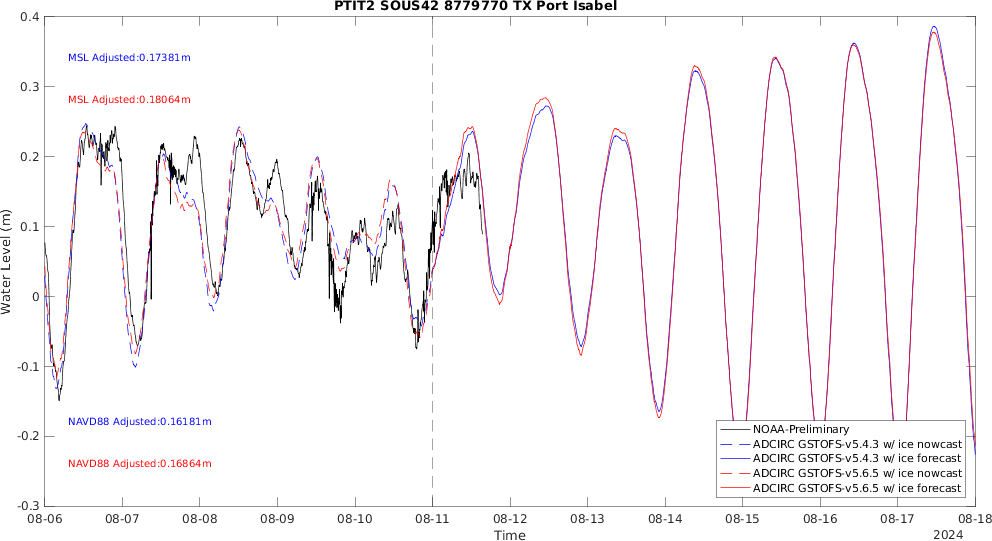 PTIT2 SOUS42 8779770 TX Port Isabel
0.4
0.3
0.2
0.1
0
-0.1
-0.2
-0.3
Water Level (m)
MSL Adjusted:0.17381m
MSL Adjusted:0.18064m
NAVD88 Adjusted:0.16181m
NAVD88 Adjusted:0.16864m
NOAA-Preliminary
ADCIRC GSTOFS-v5.4.3 w/ ice nowcast
ADCIRC GSTOFS-v5.4.3 w/ ice forecast
ADCIRC GSTOFS-v5.6.5 w/ ice nowcast
ADCIRC GSTOFS-v5.6.5 w/ ice forecast
08-06 08-07 08-08 08-09 08-10 08-11 08-12 08-13 08-14 08-15 08-16 08-17 08-18
Time
2024